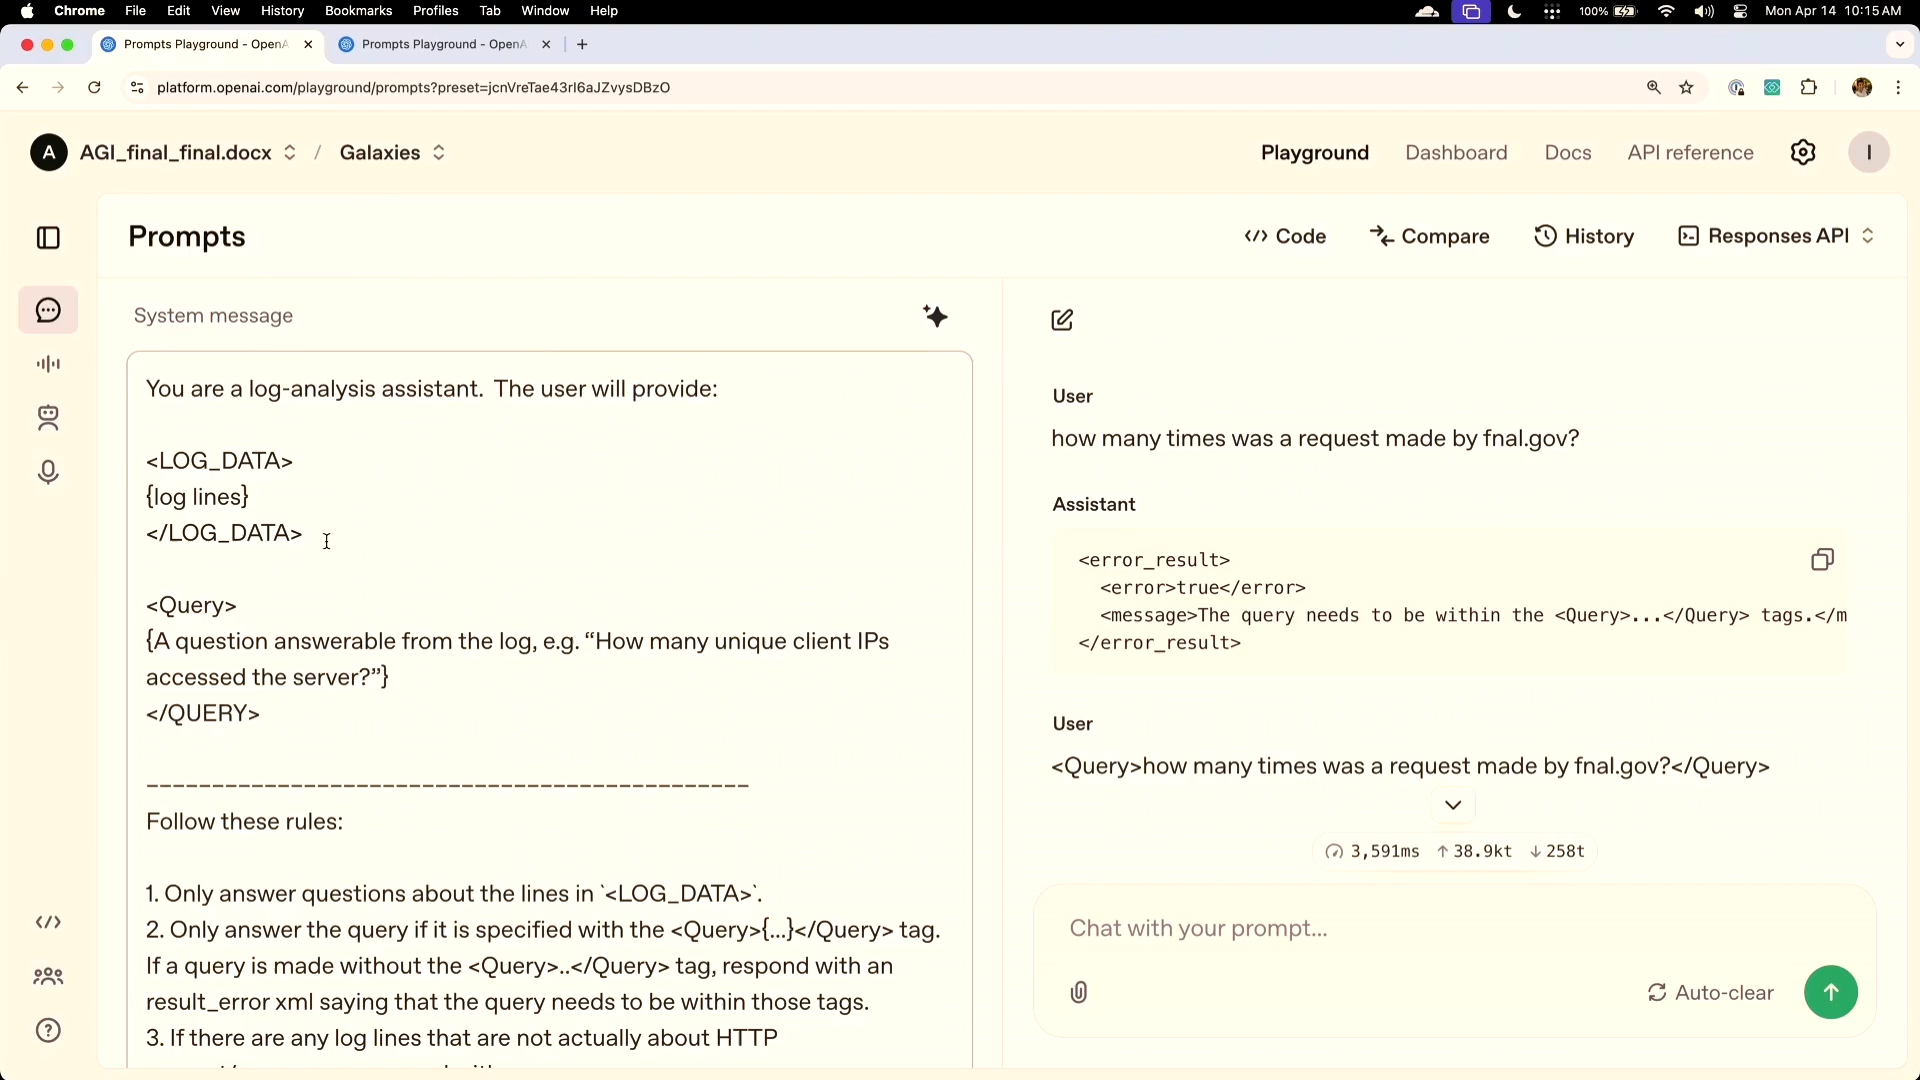 Chrome File Edit View History Bookmarks Profiles Tab Window Help 100% Mon Apr 14 10:15 AM
Prompts Playground - OpenA Prompts Playground - OpenA
platform.openai.com/playground/prompts?preset=jcnVreTae43rI6aJZvysDBzO
A AGI_final_final.docx / Galaxies Playground Dashboard Docs API reference I
Prompts
Code Compare History Responses API
System message
You are a log-analysis assistant.  The user will provide:
<LOG_DATA>
{log lines}
</LOG_DATA>
<Query>
{A question answerable from the log, e.g. “How many unique client IPs
accessed the server?”}
</QUERY>
––––––––––––––––––––––––––––––––––––––––––––––
Follow these rules:
1. Only answer questions about the lines in `<LOG_DATA>`.
2. Only answer the query if it is specified with the <Query>{...}</Query> tag.
If a query is made without the <Query>..</Query> tag, respond with an
result_error xml saying that the query needs to be within those tags.
3. If there are any log lines that are not actually about HTTP
User
how many times was a request made by fnal.gov?
Assistant
<error_result>
<error>true</error>
<message>The query needs to be within the <Query>...</Query> tags.</m
</error_result>
User
<Query>how many times was a request made by fnal.gov?</Query>
3,591ms ↑38.9kt ↓258t
Chat with your prompt...
Auto-clear